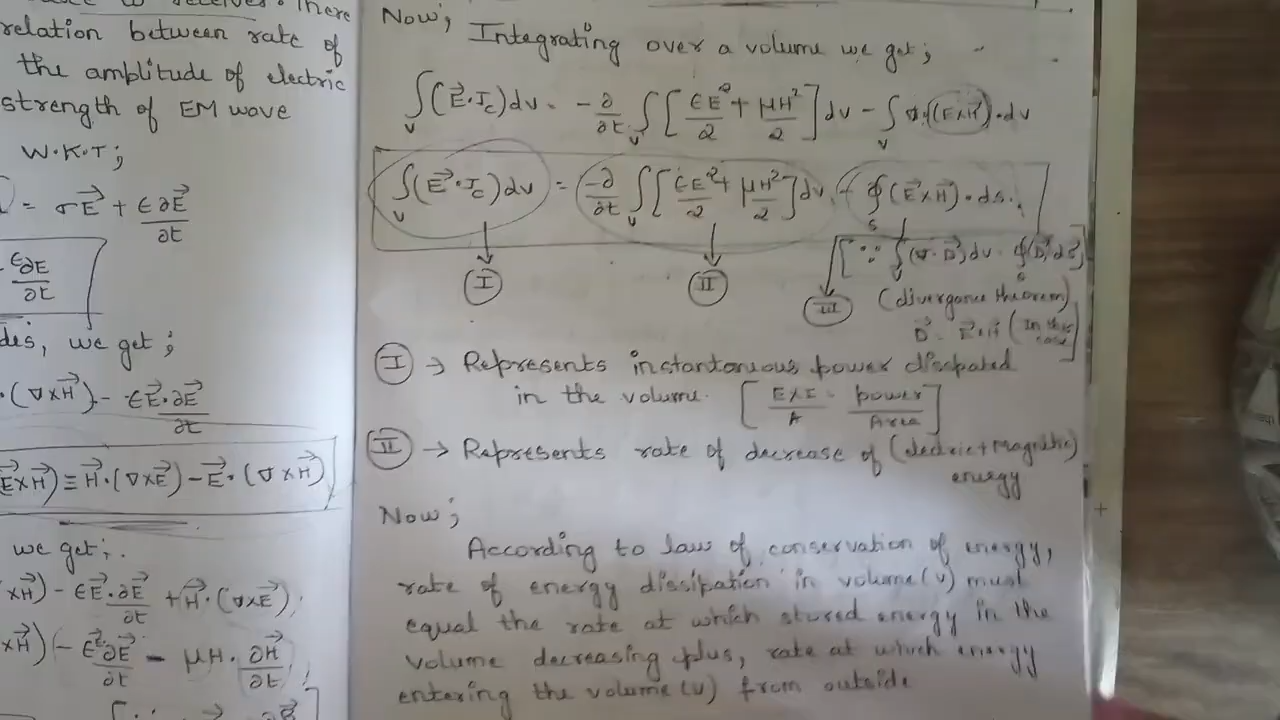 to receives. There
relation between rate of
the amplitude of electric
strength of EM wave
W.K.T;
= σE⃗ + ϵ∂E⃗/∂t
ϵ∂E/∂t
des, we get;
·(∇×H⃗) - ϵE⃗·∂E⃗/∂t
E⃗×H⃗) ≡ H⃗·(∇×E⃗) - E⃗·(∇×H⃗)
we get;.
×H⃗) - ϵE⃗·∂E⃗/∂t + H⃗·(∇×E⃗)
×H⃗) - ϵE⃗∂E⃗/∂t - μH·∂H⃗/∂t
Now; Integrating over a volume we get;
∫v (E⃗·Jc)dv = -∂/∂t ∫v [ϵE²/2 + μH²/2] dv - ∫v ∇·(E×H⃗)·dv
∫v (E⃗·Jc)dv = -∂/∂t ∫v [ϵE²/2 + μH²/2] dv - ∮s (E⃗×H⃗)·ds.
I II III
[∵ ∫v (∇·D⃗)dv = ∮s (D⃗·ds⃗)
(divergance theorem)
D⃗ = E⃗×H⃗ (In this case)]
I → Represents instantonous power dissipated
in the volume. [E×I/A = power/Area]
II → Represents rate of decrease of (electric + Magnetic)
energy
Now;
According to law of conservation of energy,
rate of energy dissipation in volume (v) must
equal the rate at which stored energy in the
volume decreasing plus, rate at which energy
entering the volume (v) from outside